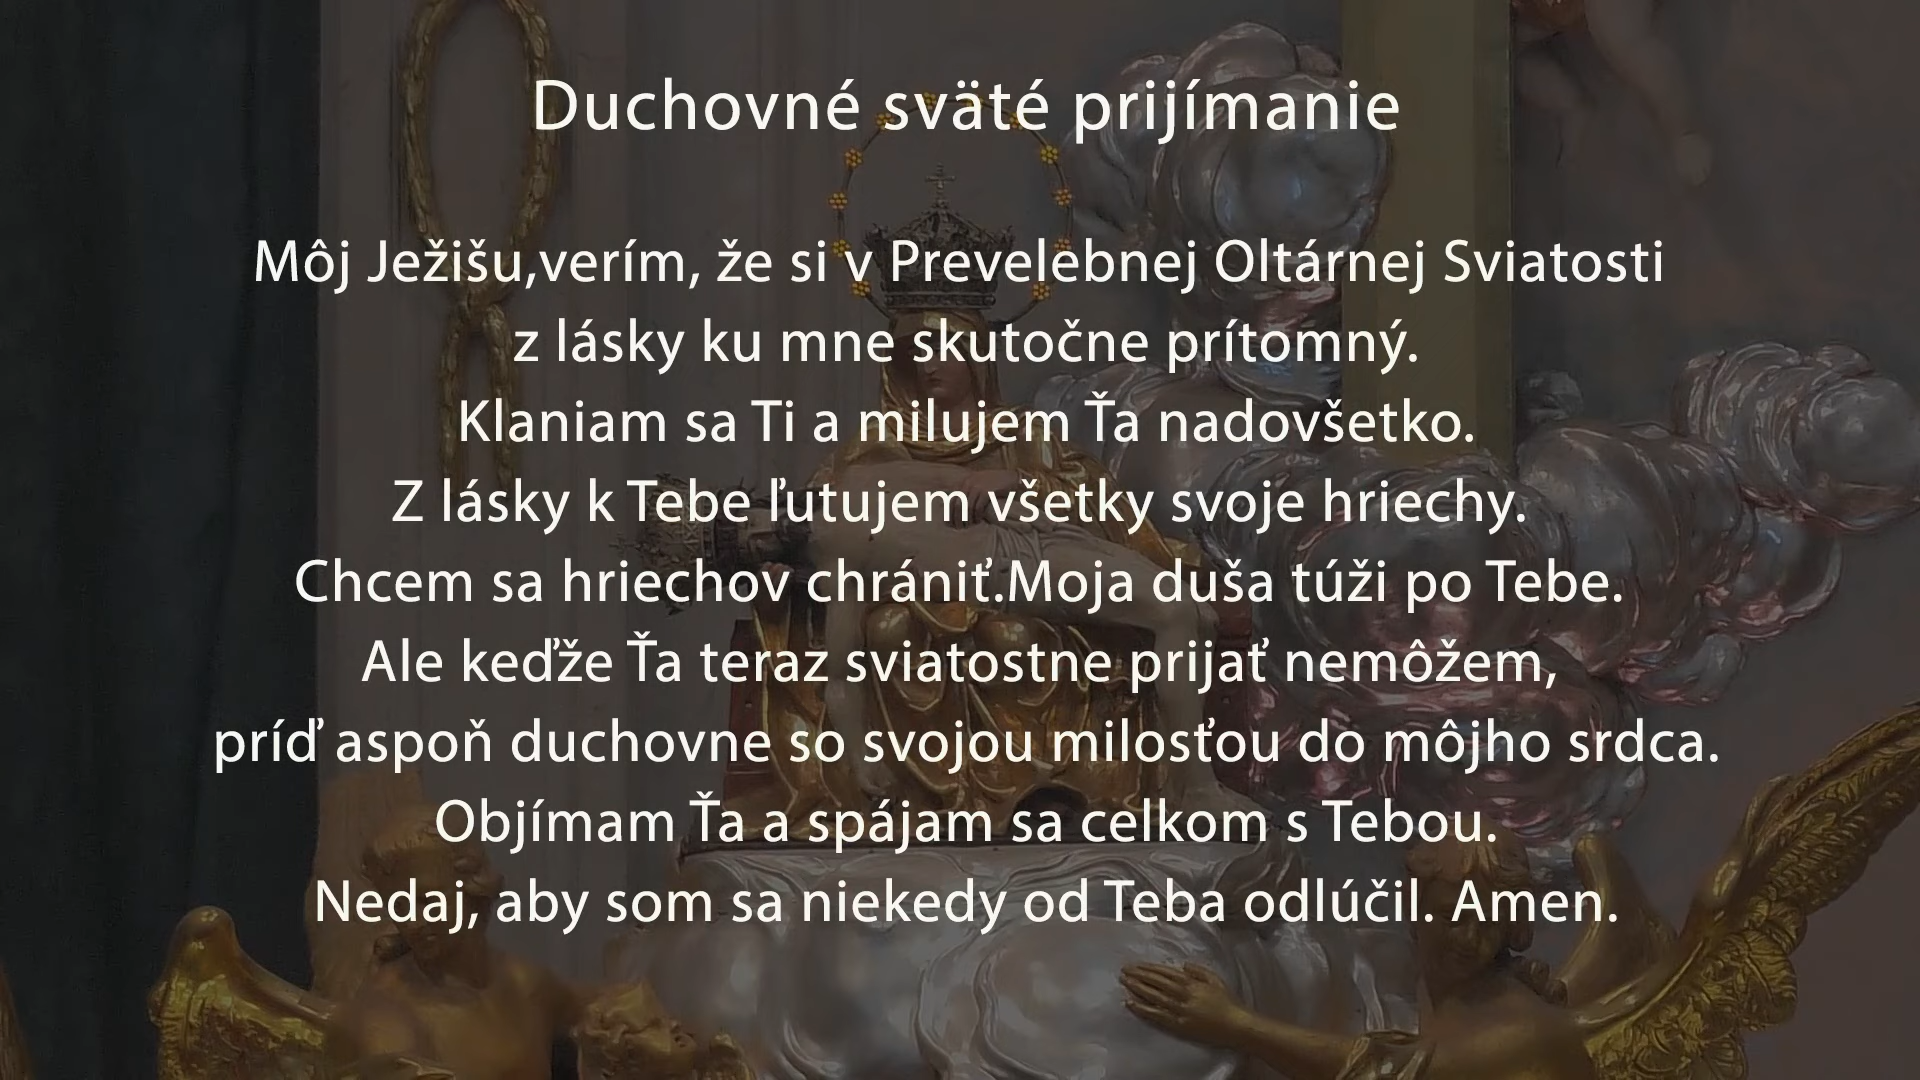 Duchovné sväté prijímanie
Môj Ježišu,verím, že si v Prevelebnej Oltárnej Sviatosti
z lásky ku mne skutočne prítomný.
Klaniam sa Ti a milujem Ťa nadovšetko.
Z lásky k Tebe ľutujem všetky svoje hriechy.
Chcem sa hriechov chrániť.Moja duša túži po Tebe.
Ale keďže Ťa teraz sviatostne prijať nemôžem,
príď aspoň duchovne so svojou milosťou do môjho srdca.
Objímam Ťa a spájam sa celkom s Tebou.
Nedaj, aby som sa niekedy od Teba odlúčil. Amen.